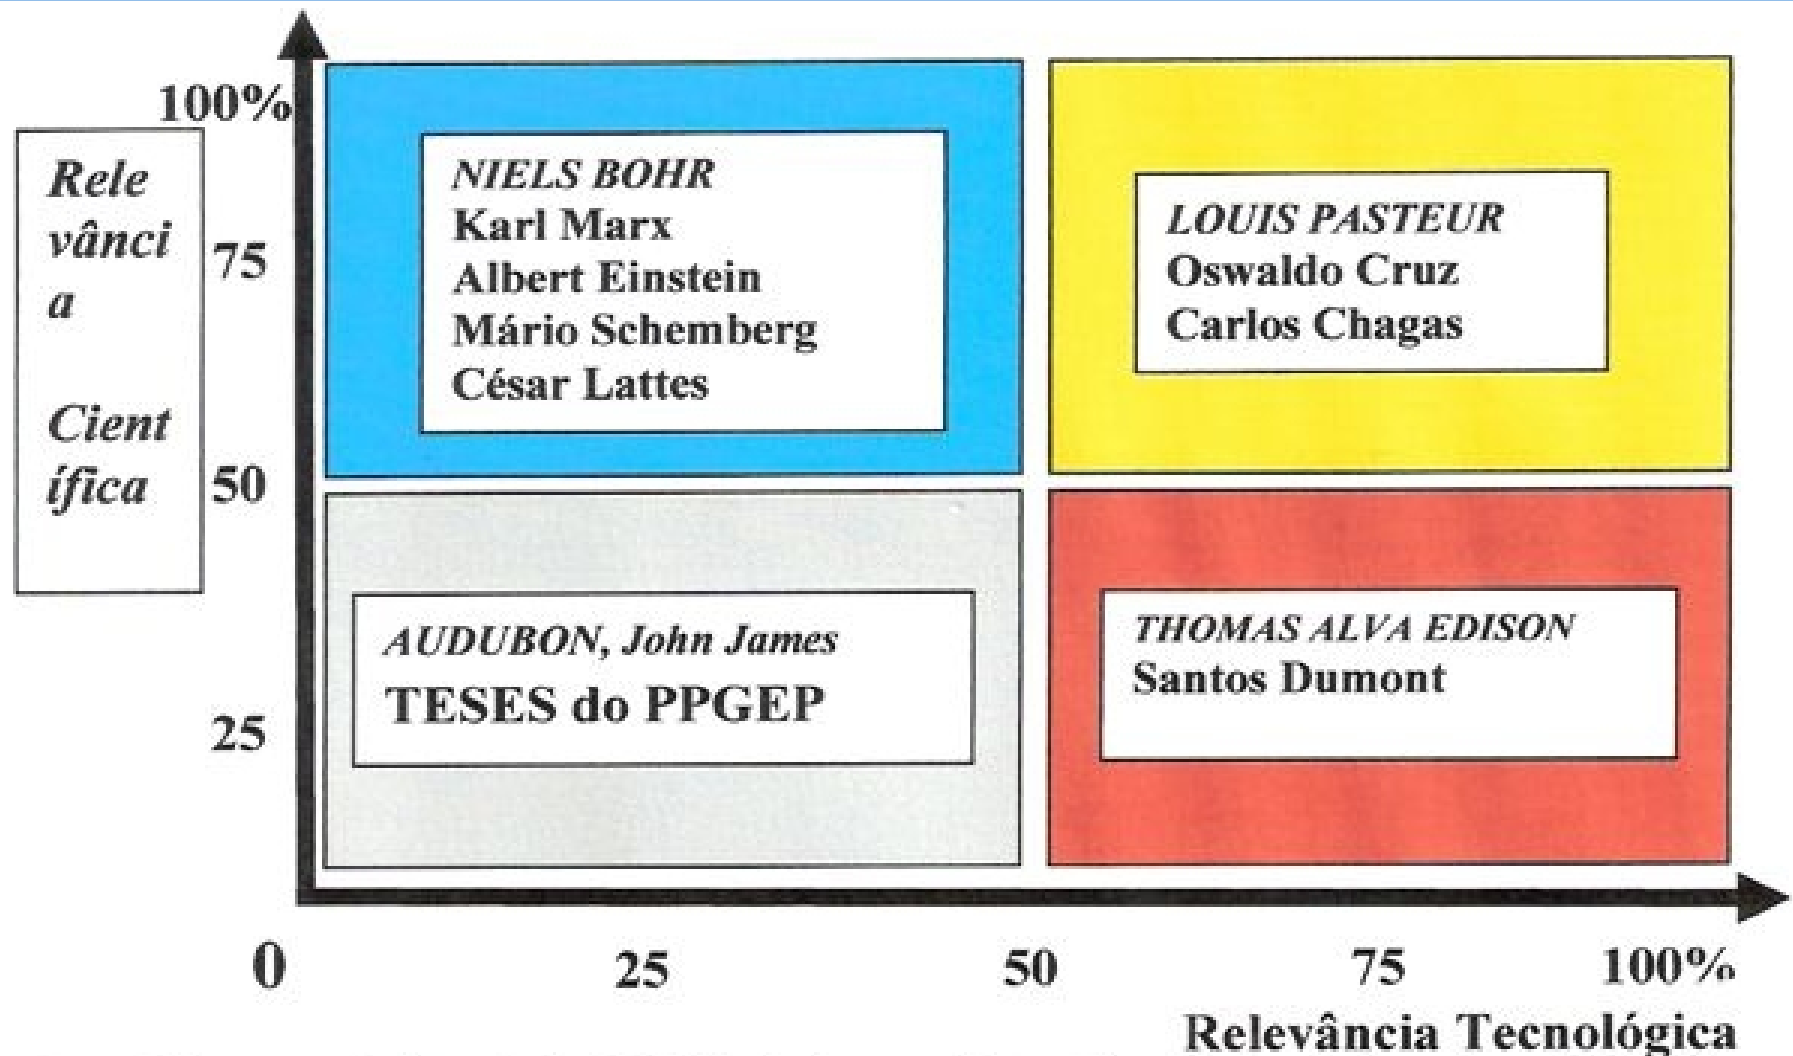 100%
Rele
vânci
a
Cient
ífica
75
50
25
NIELS BOHR
Karl Marx
Albert Einstein
Mário Schemberg
César Lattes
LOUIS PASTEUR
Oswaldo Cruz
Carlos Chagas
AUDUBON, John James
TESES do PPGEP
THOMAS ALVA EDISON
Santos Dumont
0 25 50 75 100%
Relevância Tecnológica